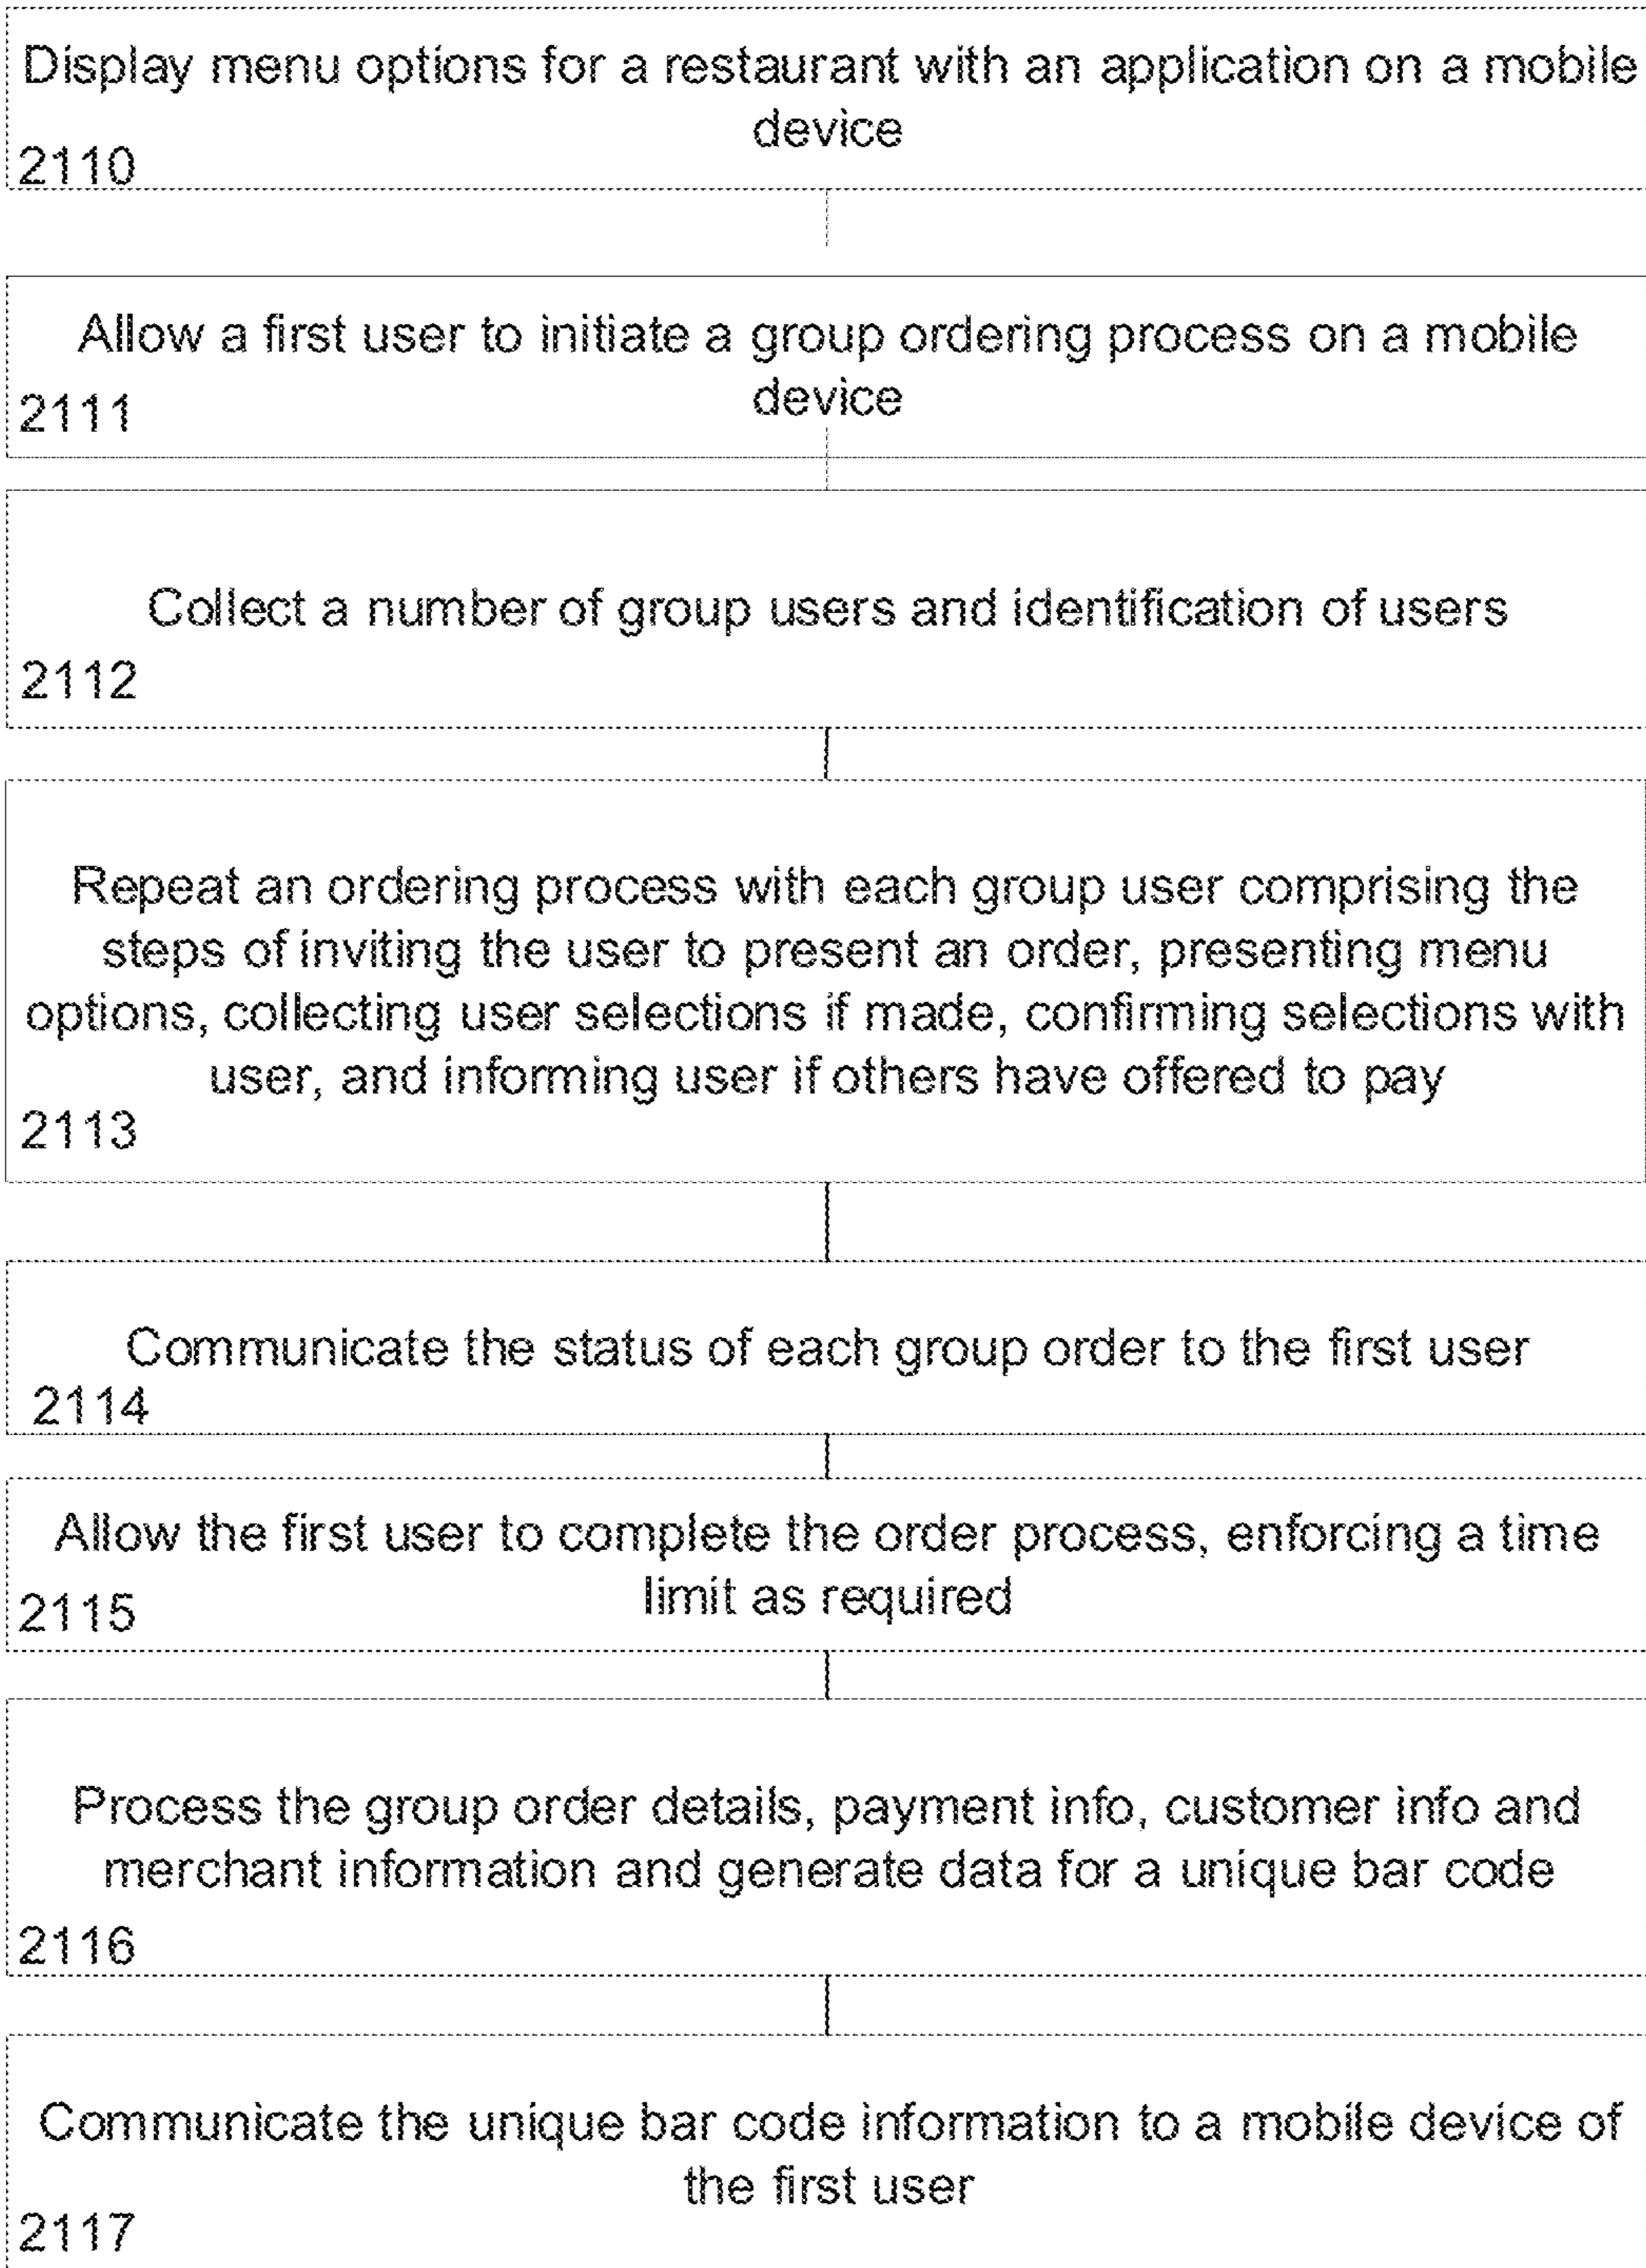 Display menu options for a restaurant with an application on a mobile
device
2110
Allow a first user to initiate a group ordering process on a mobile
device
2111
Collect a number of group users and identification of users
2112
Repeat an ordering process with each group user comprising the
steps of inviting the user to present an order, presenting menu
options, collecting user selections if made, confirming selections with
user, and informing user if others have offered to pay
2113
Communicate the status of each group order to the first user
2114
Allow the first user to complete the order process, enforcing a time
limit as required
2115
Process the group order details, payment info, customer info and
merchant information and generate data for a unique bar code
2116
Communicate the unique bar code information to a mobile device of
the first user
2117